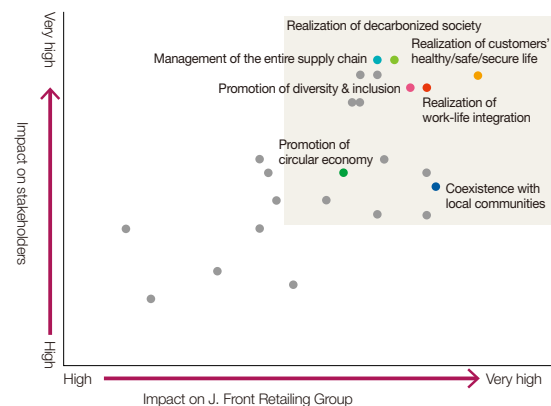 Very high
Realization of decarbonized society
Management of the entire supply chain
Realization of customers’
healthy/safe/secure life
Promotion of diversity & inclusion
Realization of
work-life integration
Promotion of
circular economy
Coexistence with
local communities
Impact on stakeholders
High
High
Very high
Impact on J. Front Retailing Group